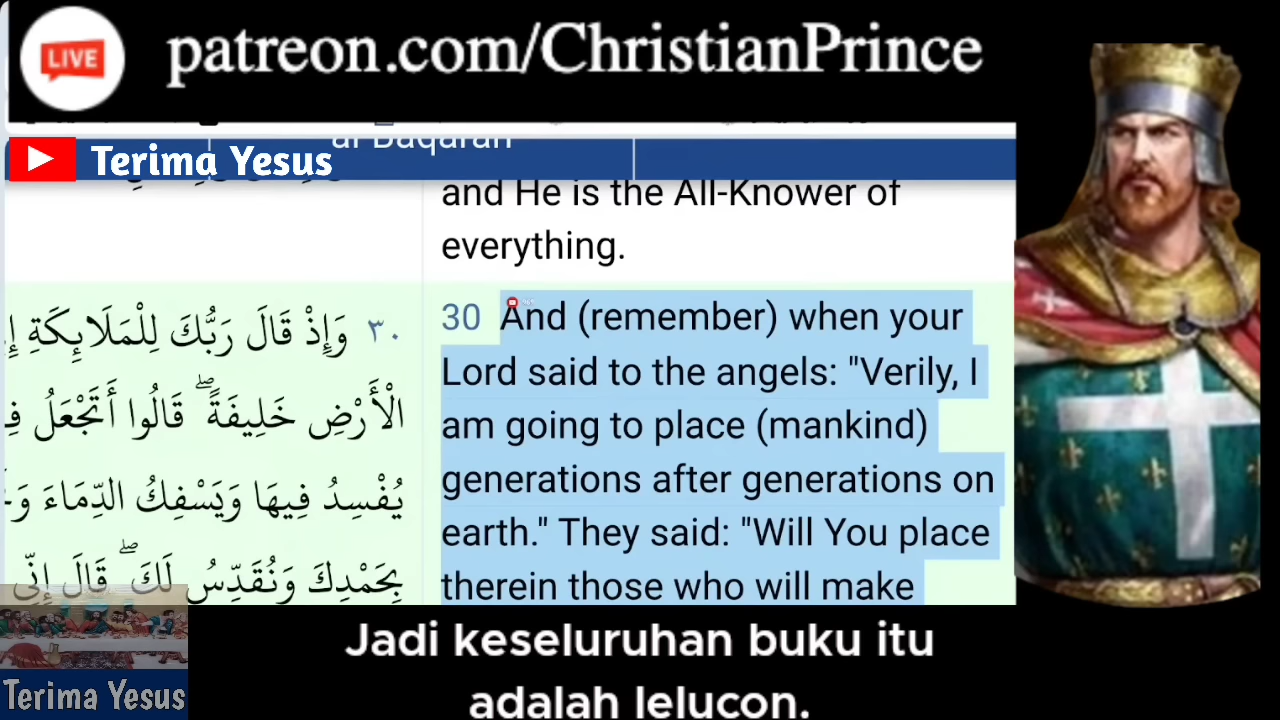 LIVE
patreon.com/ChristianPrince
al Baqarah
Terima Yesus
and He is the All-Knower of
everything.
٣٠ وَإِذْ قَالَ رَبُّكَ لِلْمَلَائِكَةِ
الْأَرْضِ خَلِيفَةً ۖ قَالُوا أَتَجْعَلُ
يُفْسِدُ فِيهَا وَيَسْفِكُ الدِّمَاءَ
بِحَمْدِكَ وَنُقَدِّسُ لَكَ ۖ قَالَ إِنِّي
30 And (remember) when your
Lord said to the angels: "Verily, I
am going to place (mankind)
generations after generations on
earth." They said: "Will You place
therein those who will make
Jadi keseluruhan buku itu
adalah lelucon.
Terima Yesus